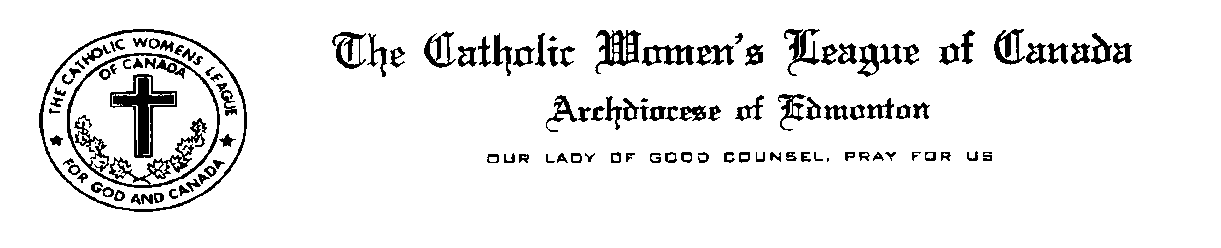 THE CATHOLIC WOMENS LEAGUE
OF CANADA
FOR GOD AND CANADA
The Catholic Women's League of Canada
Archdiocese of Edmonton
OUR LADY OF GOOD COUNSEL, PRAY FOR US